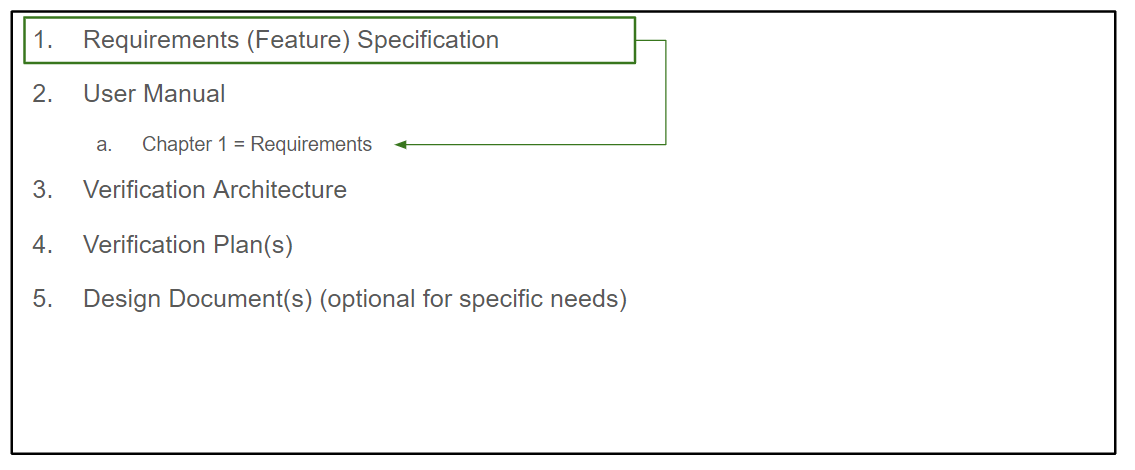 1. Requirements (Feature) Specification
2. User Manual
a. Chapter 1 = Requirements
3. Verification Architecture
4. Verification Plan(s)
5. Design Document(s) (optional for specific needs)